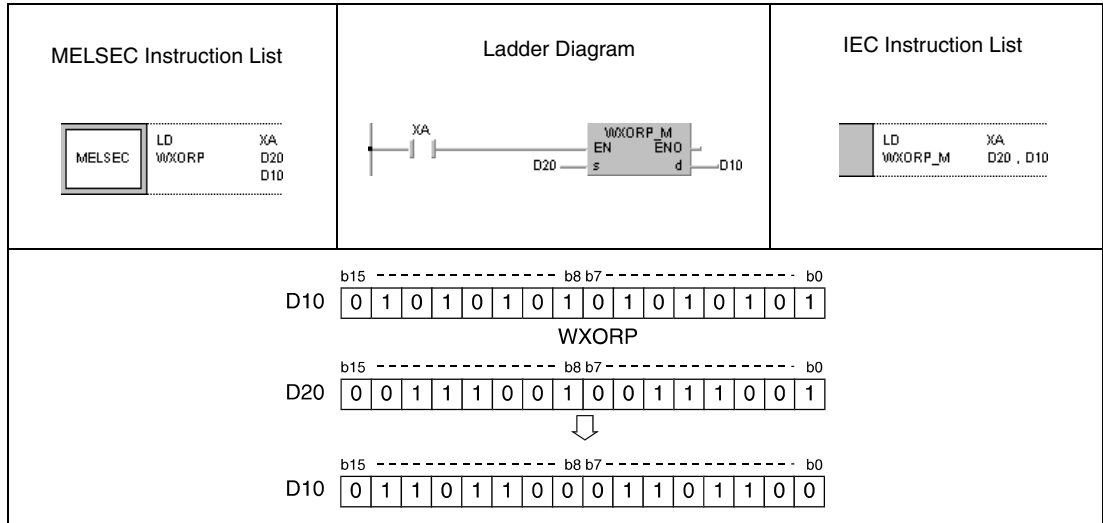 MELSEC Instruction List
Ladder Diagram
IEC Instruction List
MELSEC
LD XA
WXORP D20
D10
XA
WXORP_M
EN ENO
D20 s d D10
LD XA
WXORP_M D20 , D10
b15 b8 b7 b0
D10 0 1 0 1 0 1 0 1 0 1 0 1 0 1 0 1
WXORP
b15 b8 b7 b0
D20 0 0 1 1 1 0 0 1 0 0 1 1 1 0 0 1
b15 b8 b7 b0
D10 0 1 1 0 1 1 0 0 0 1 1 0 1 1 0 0